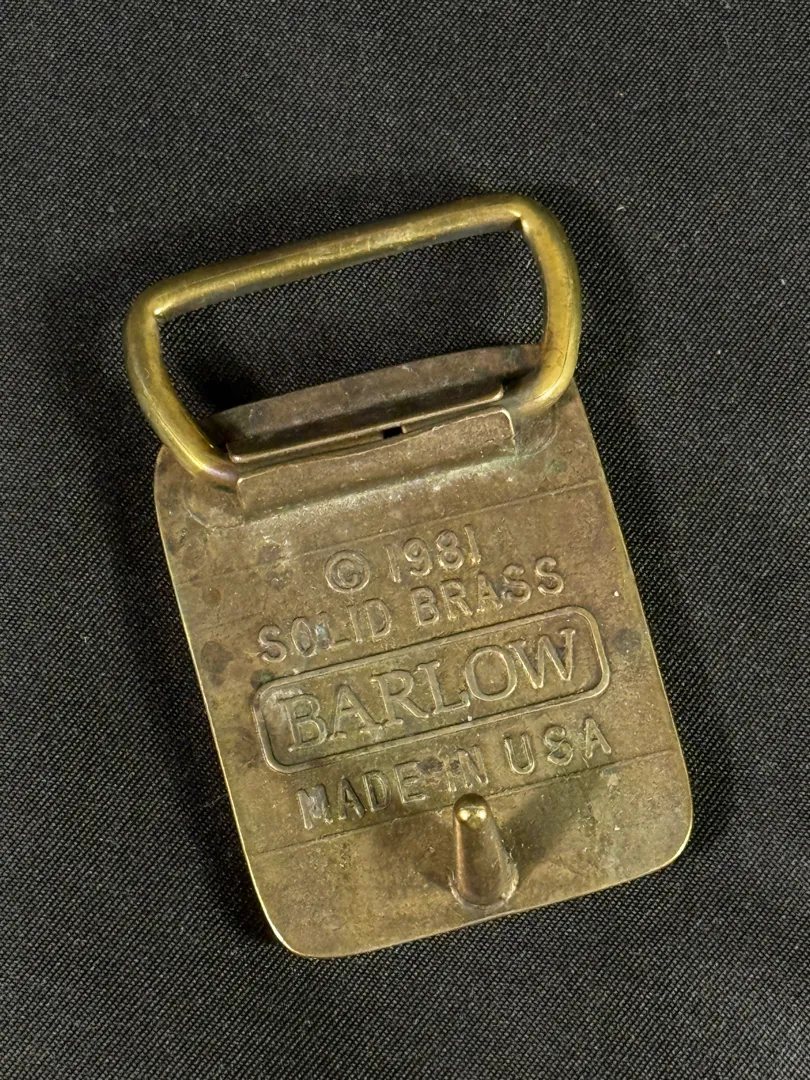 © 1981
SOLID BRASS
BARLOW
MADE IN USA